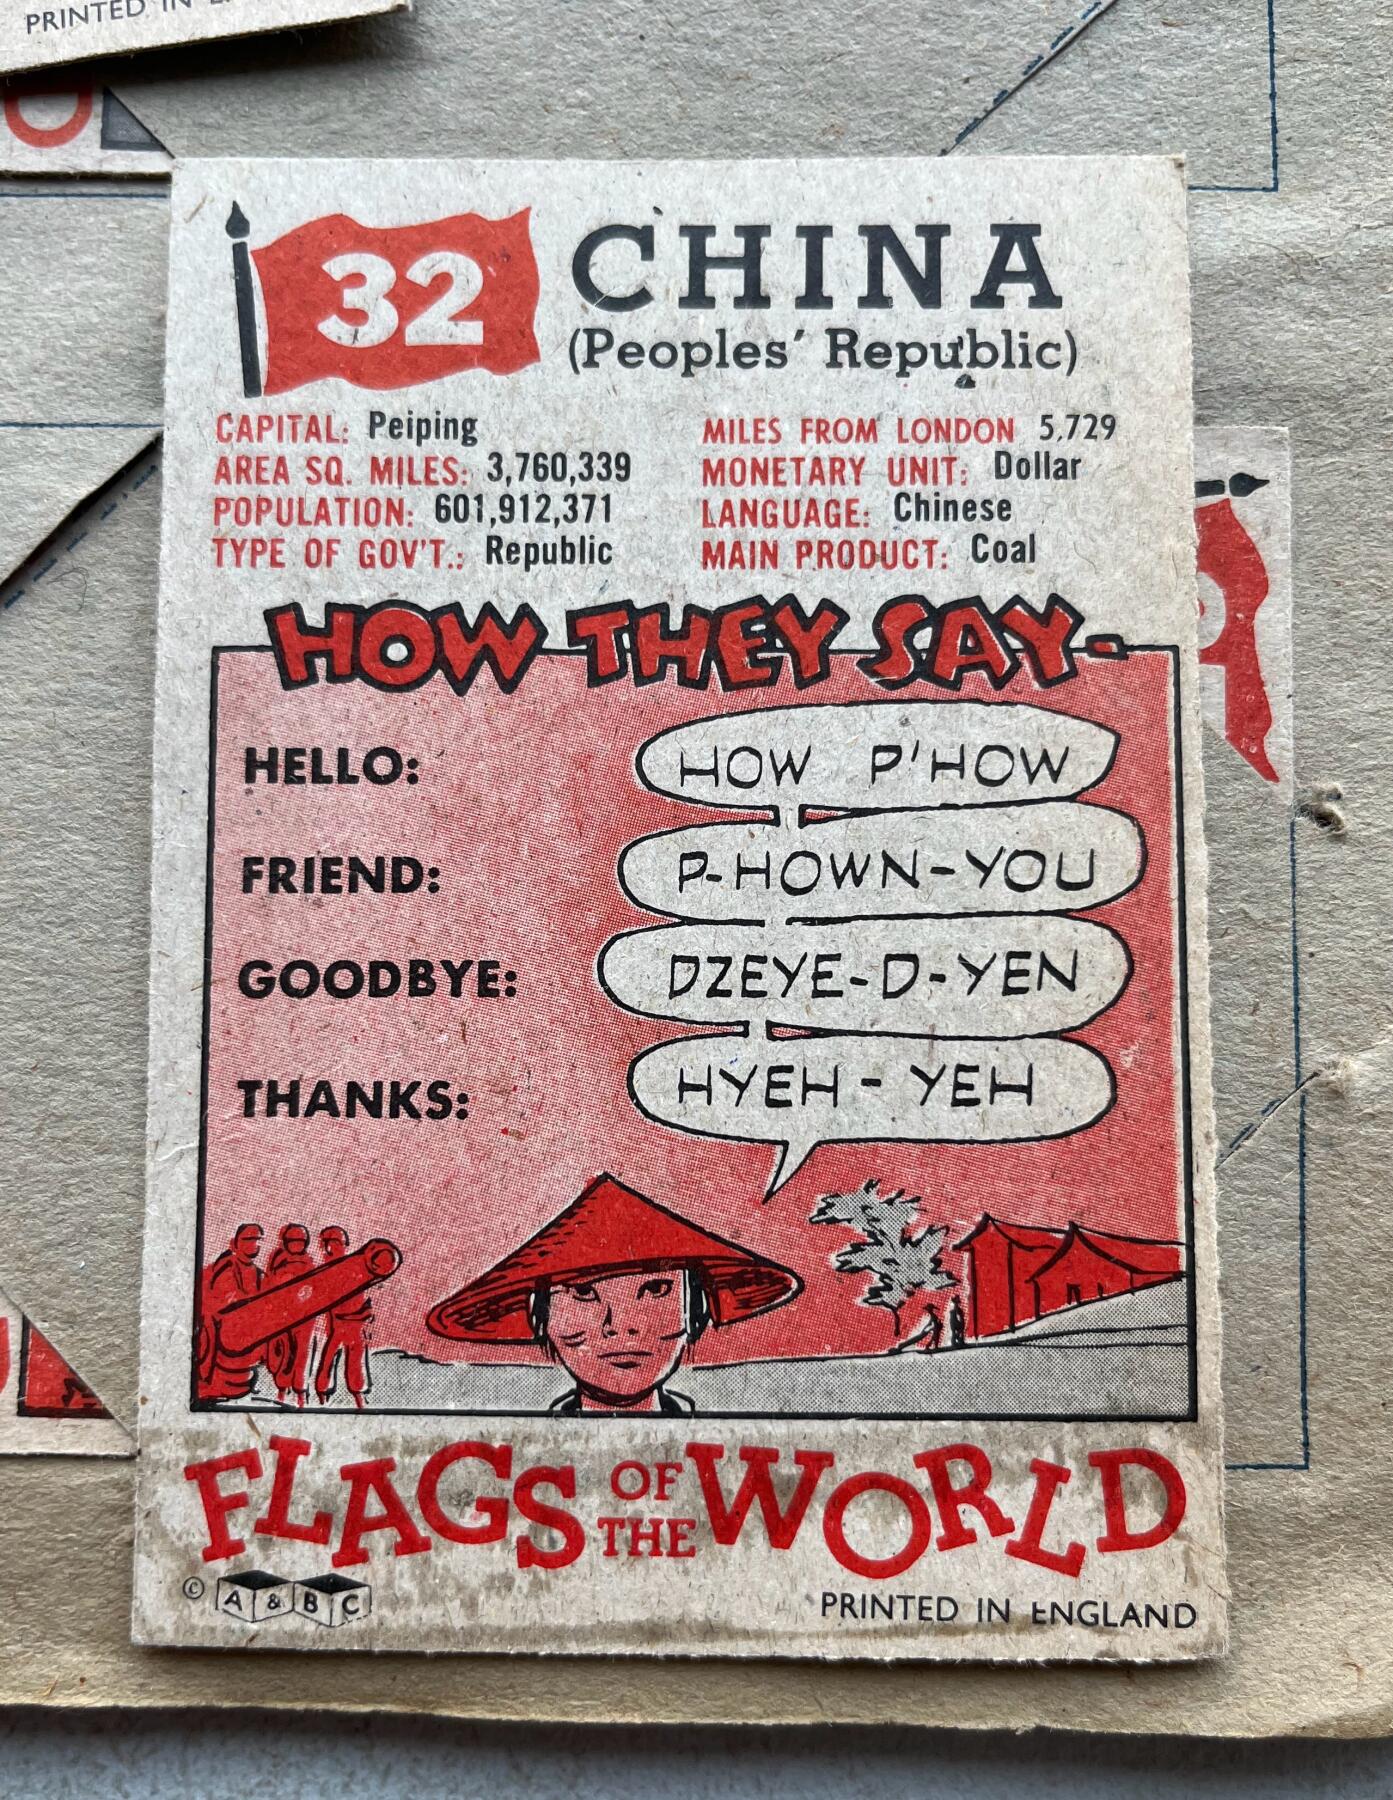 PRINTED IN
32
CHINA
(Peoples' Republic)
CAPITAL: Peiping
AREA SQ. MILES: 3,760,339
POPULATION: 601,912,371
TYPE OF GOV'T.: Republic
MILES FROM LONDON 5,729
MONETARY UNIT: Dollar
LANGUAGE: Chinese
MAIN PRODUCT: Coal
HOW THEY SAY-
HELLO: HOW P'HOW
FRIEND: P-HOWN-YOU
GOODBYE: DZEYE-D-YEN
THANKS: HYEH - YEH
FLAGS OF THE WORLD
© A & B C
PRINTED IN ENGLAND